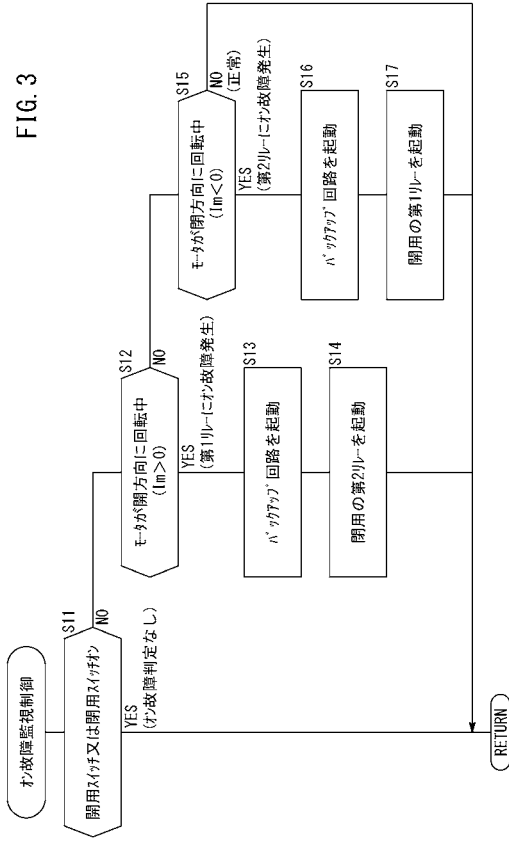 FIG. 3
オン故障監視制御
S11
開用スイッチ又は閉用スイッチオン
NO
YES
(オン故障判定なし)
S12
モータが開方向に回転中
(Im>0)
NO
YES
(第1リレーにオン故障発生)
S13
バックアップ回路を起動
S14
閉用の第2リレーを起動
S15
モータが閉方向に回転中
(Im<0)
NO
(正常)
YES
(第2リレーにオン故障発生)
S16
バックアップ回路を起動
S17
開用の第1リレーを起動
RETURN